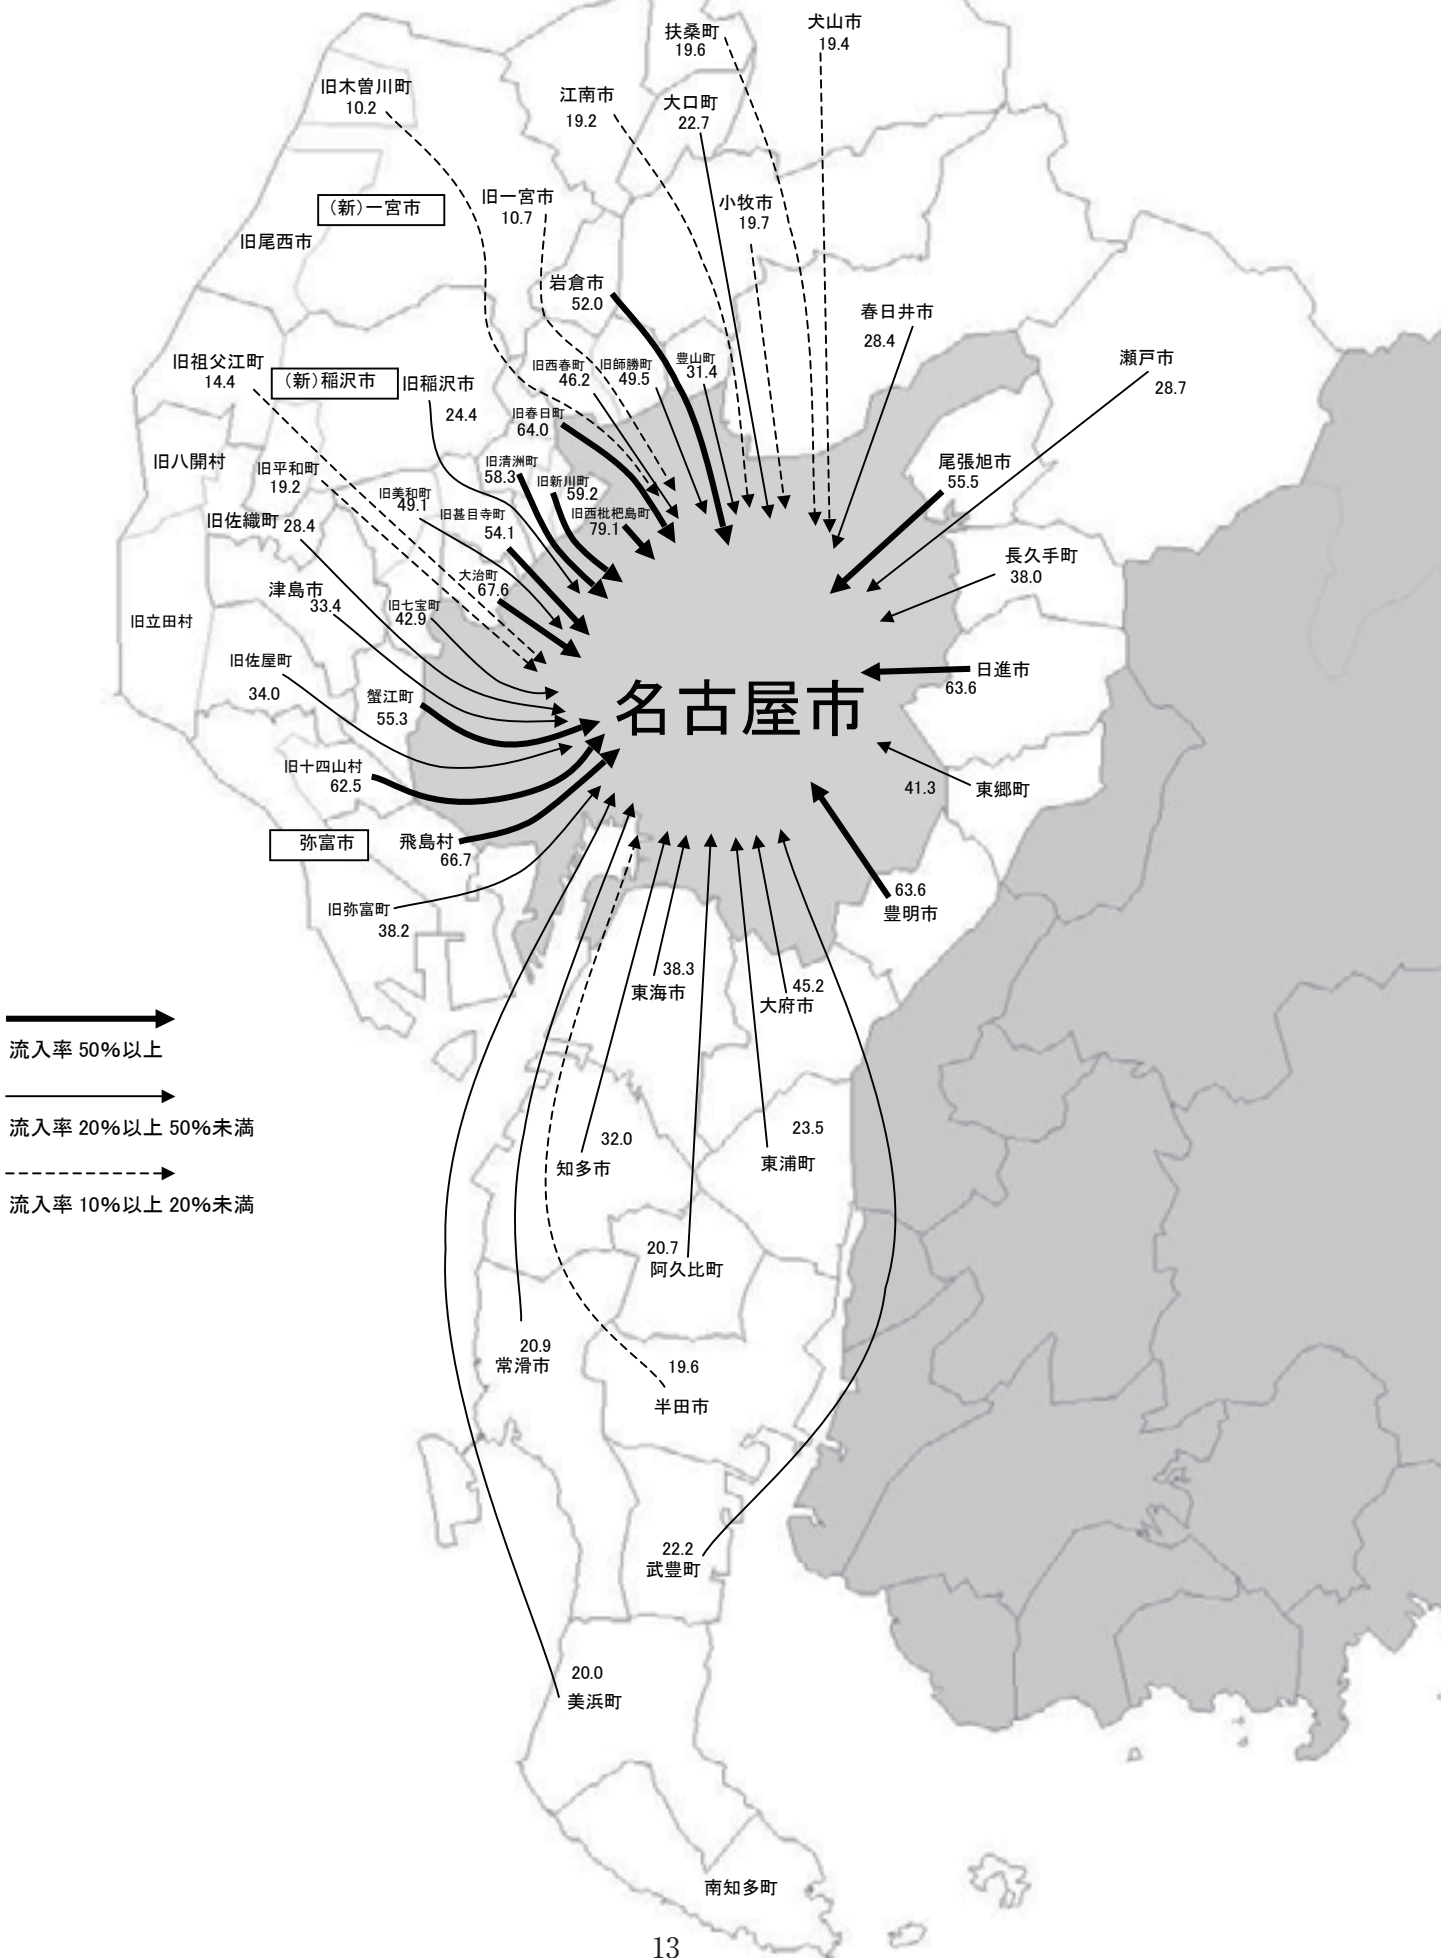 犬山市
19.4
扶桑町
19.6
旧木曽川町
10.2
江南市
19.2
大口町
22.7
旧一宮市
10.7
小牧市
19.7
(新)一宮市
旧尾西市
岩倉市
52.0
春日井市
28.4
瀬戸市
28.7
旧祖父江町
14.4
(新)稲沢市
旧稲沢市
24.4
旧西春町
46.2
旧師勝町
49.5
豊山町
31.4
旧春日町
64.0
旧八開村
旧平和町
19.2
旧清洲町
58.3
旧新川町
59.2
尾張旭市
55.5
旧美和町
49.1
旧甚目寺町
54.1
旧西枇杷島町
79.1
旧佐織町 28.4
長久手町
38.0
大治町
67.6
津島市
33.4
旧七宝町
42.9
旧立田村
旧佐屋町
34.0
蟹江町
55.3
名古屋市
日進市
63.6
旧十四山村
62.5
東郷町
41.3
弥富市
飛島村
66.7
63.6
豊明市
旧弥富町
38.2
38.3
東海市
45.2
大府市
流入率 50%以上
流入率 20%以上 50%未満
流入率 10%以上 20%未満
32.0
知多市
23.5
東浦町
20.7
阿久比町
20.9
常滑市
19.6
半田市
22.2
武豊町
20.0
美浜町
南知多町
13